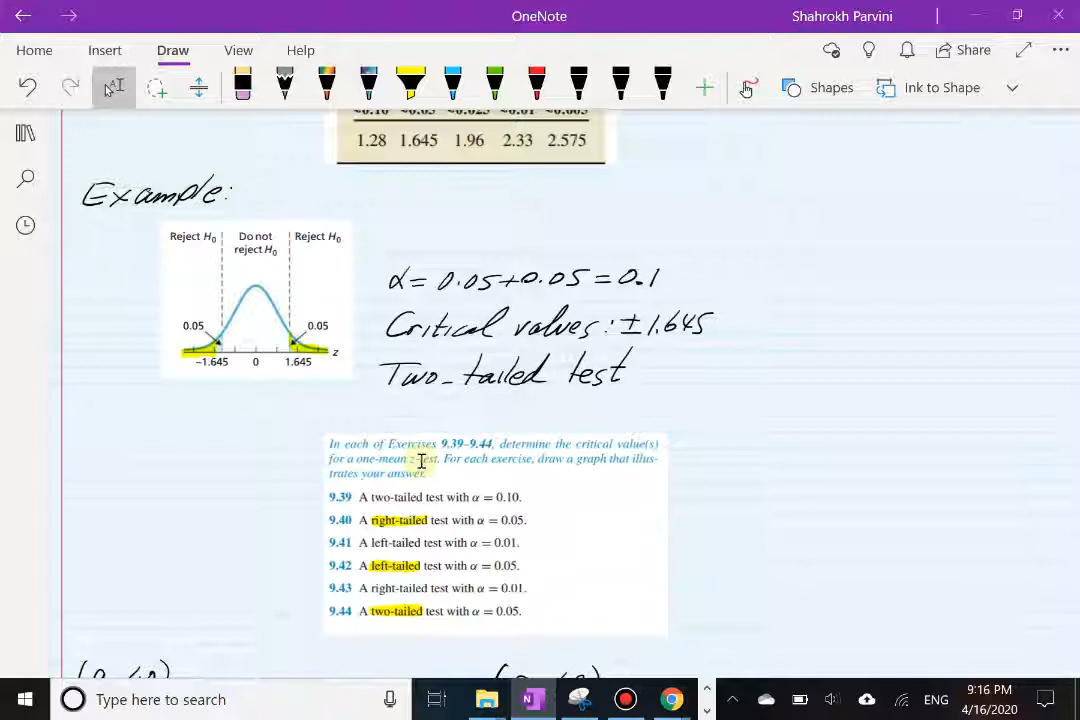 OneNote
Shahrokh Parvini
Home Insert Draw View Help
Share
Shapes
Ink to Shape
1.28 1.645 1.96 2.33 2.575
Example:
Reject H0 Do not reject H0 Reject H0
0.05 0.05
-1.645 0 1.645 z
α = 0.05+0.05 = 0.1
Critical values: ±1.645
Two-tailed test
In each of Exercises 9.39–9.44, determine the critical value(s)
for a one-mean z-test. For each exercise, draw a graph that illus-
trates your answer.
9.39 A two-tailed test with α = 0.10.
9.40 A right-tailed test with α = 0.05.
9.41 A left-tailed test with α = 0.01.
9.42 A left-tailed test with α = 0.05.
9.43 A right-tailed test with α = 0.01.
9.44 A two-tailed test with α = 0.05.
Type here to search
ENG
9:16 PM
4/16/2020